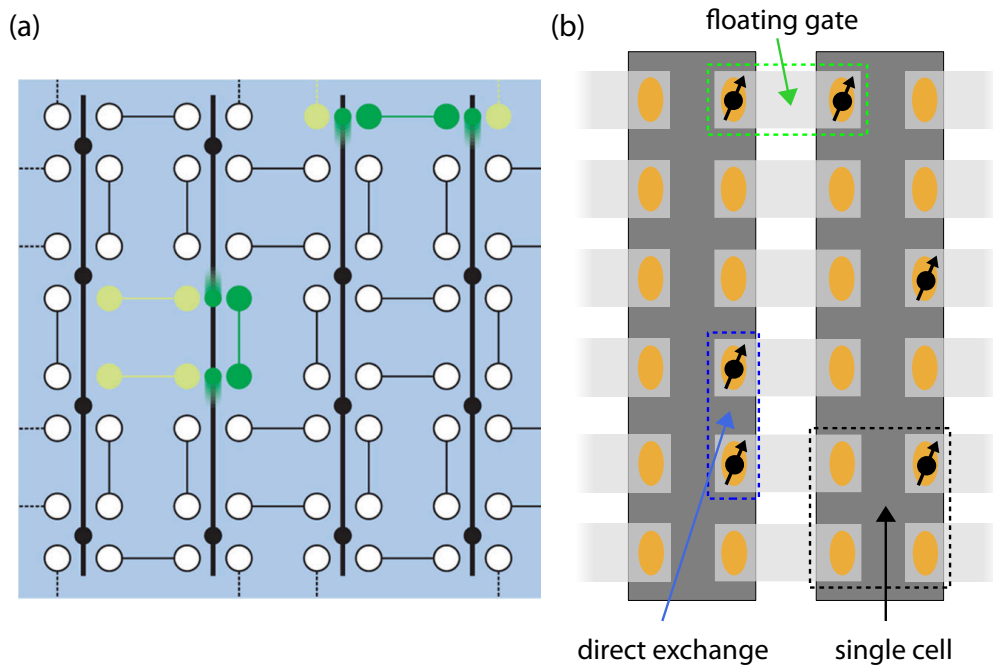 (a)
(b)
floating gate
direct exchange
single cell